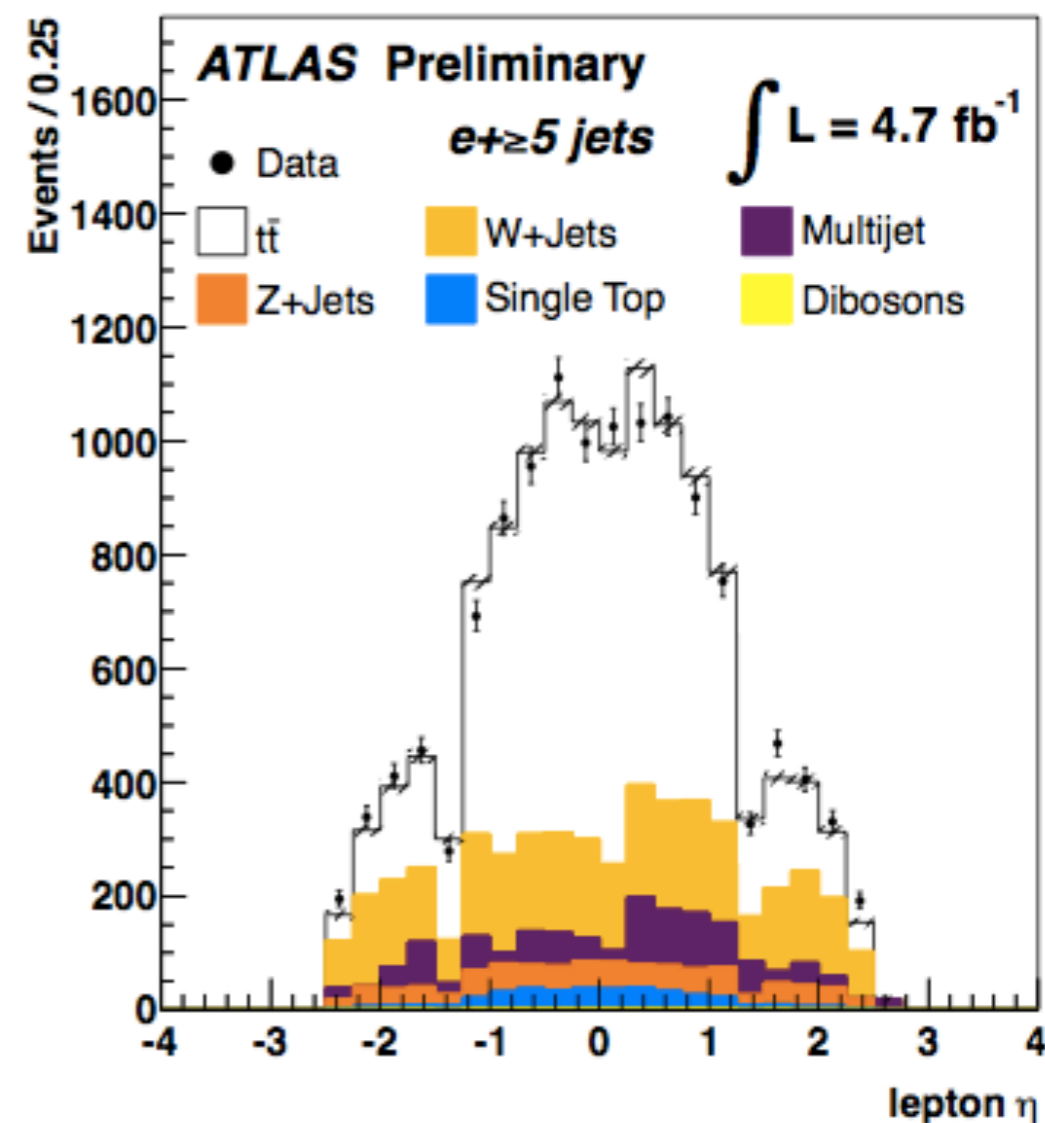 Events / 0.25
ATLAS Preliminary
e+≥5 jets
∫ L = 4.7 fb⁻¹
Data
tt̄
W+Jets
Multijet
Z+Jets
Single Top
Dibosons
1600
1400
1200
1000
800
600
400
200
0
-4 -3 -2 -1 0 1 2 3 4
lepton η